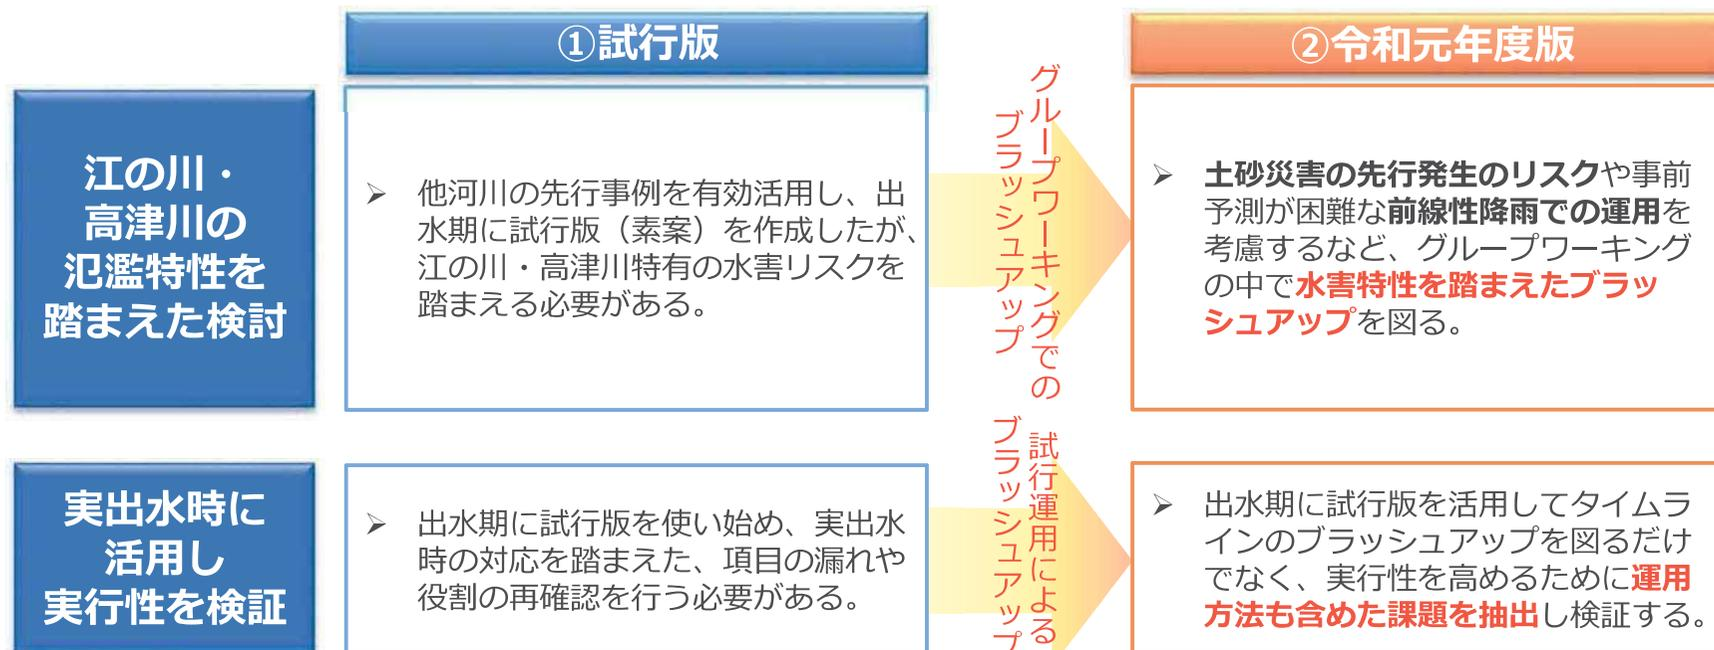 ①試行版
②令和元年度版
江の川・
高津川の
氾濫特性を
踏まえた検討
➢ 他河川の先行事例を有効活用し、出
水期に試行版（素案）を作成したが、
江の川・高津川特有の水害リスクを
踏まえる必要がある。
グループワーキングでの
ブラッシュアップ
➢ 土砂災害の先行発生のリスクや事前
予測が困難な前線性降雨での運用を
考慮するなど、グループワーキング
の中で水害特性を踏まえたブラッ
シュアップを図る。
実出水時に
活用し
実行性を検証
➢ 出水期に試行版を使い始め、実出水
時の対応を踏まえた、項目の漏れや
役割の再確認を行う必要がある。
試行運用による
ブラッシュアップ
➢ 出水期に試行版を活用してタイムラ
インのブラッシュアップを図るだけ
でなく、実行性を高めるために運用
方法も含めた課題を抽出し検証する。